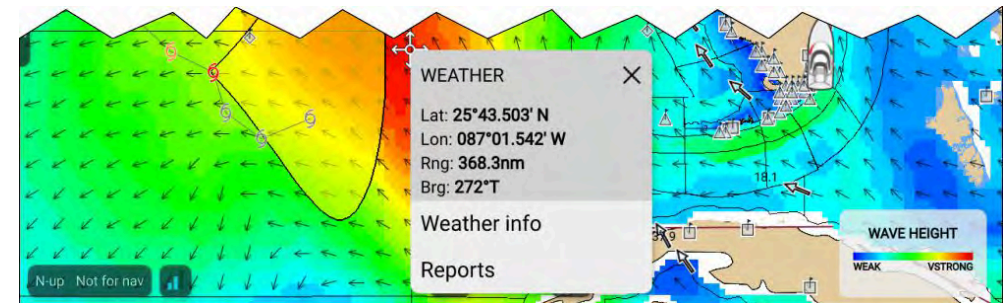 WEATHER
Lat: 25°43.503' N
Lon: 087°01.542' W
Rng: 368.3nm
Brg: 272°T
Weather info
Reports
18.1
WAVE HEIGHT
WEAK VSTRONG
N-up Not for nav